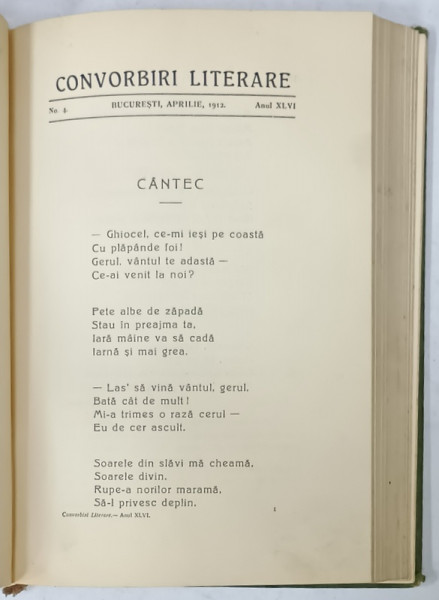 CONVORBIRI LITERARE
No. 4. BUCUREȘTI, APRILIE, 1912. Anul XLVI
CÂNTEC
— Ghiocel, ce-mi ieși pe coastă
Cu plăpânde foi!
Gerul, vântul te adastă —
Ce-ai venit la noi?
Pete albe de zăpadă
Stau în preajma ta,
Iară mâine va să cadă
Iarnă și mai grea.
— Las' să vină vântul, gerul,
Bată cât de mult!
Mi-a trimes o rază cerul —
Eu de cer ascult.
Soarele din slăvi mă cheamă,
Soarele divin.
Rupe-a norilor maramă,
Să-l privesc deplin.
Convorbiri Literare.— Anul XLVI. 1